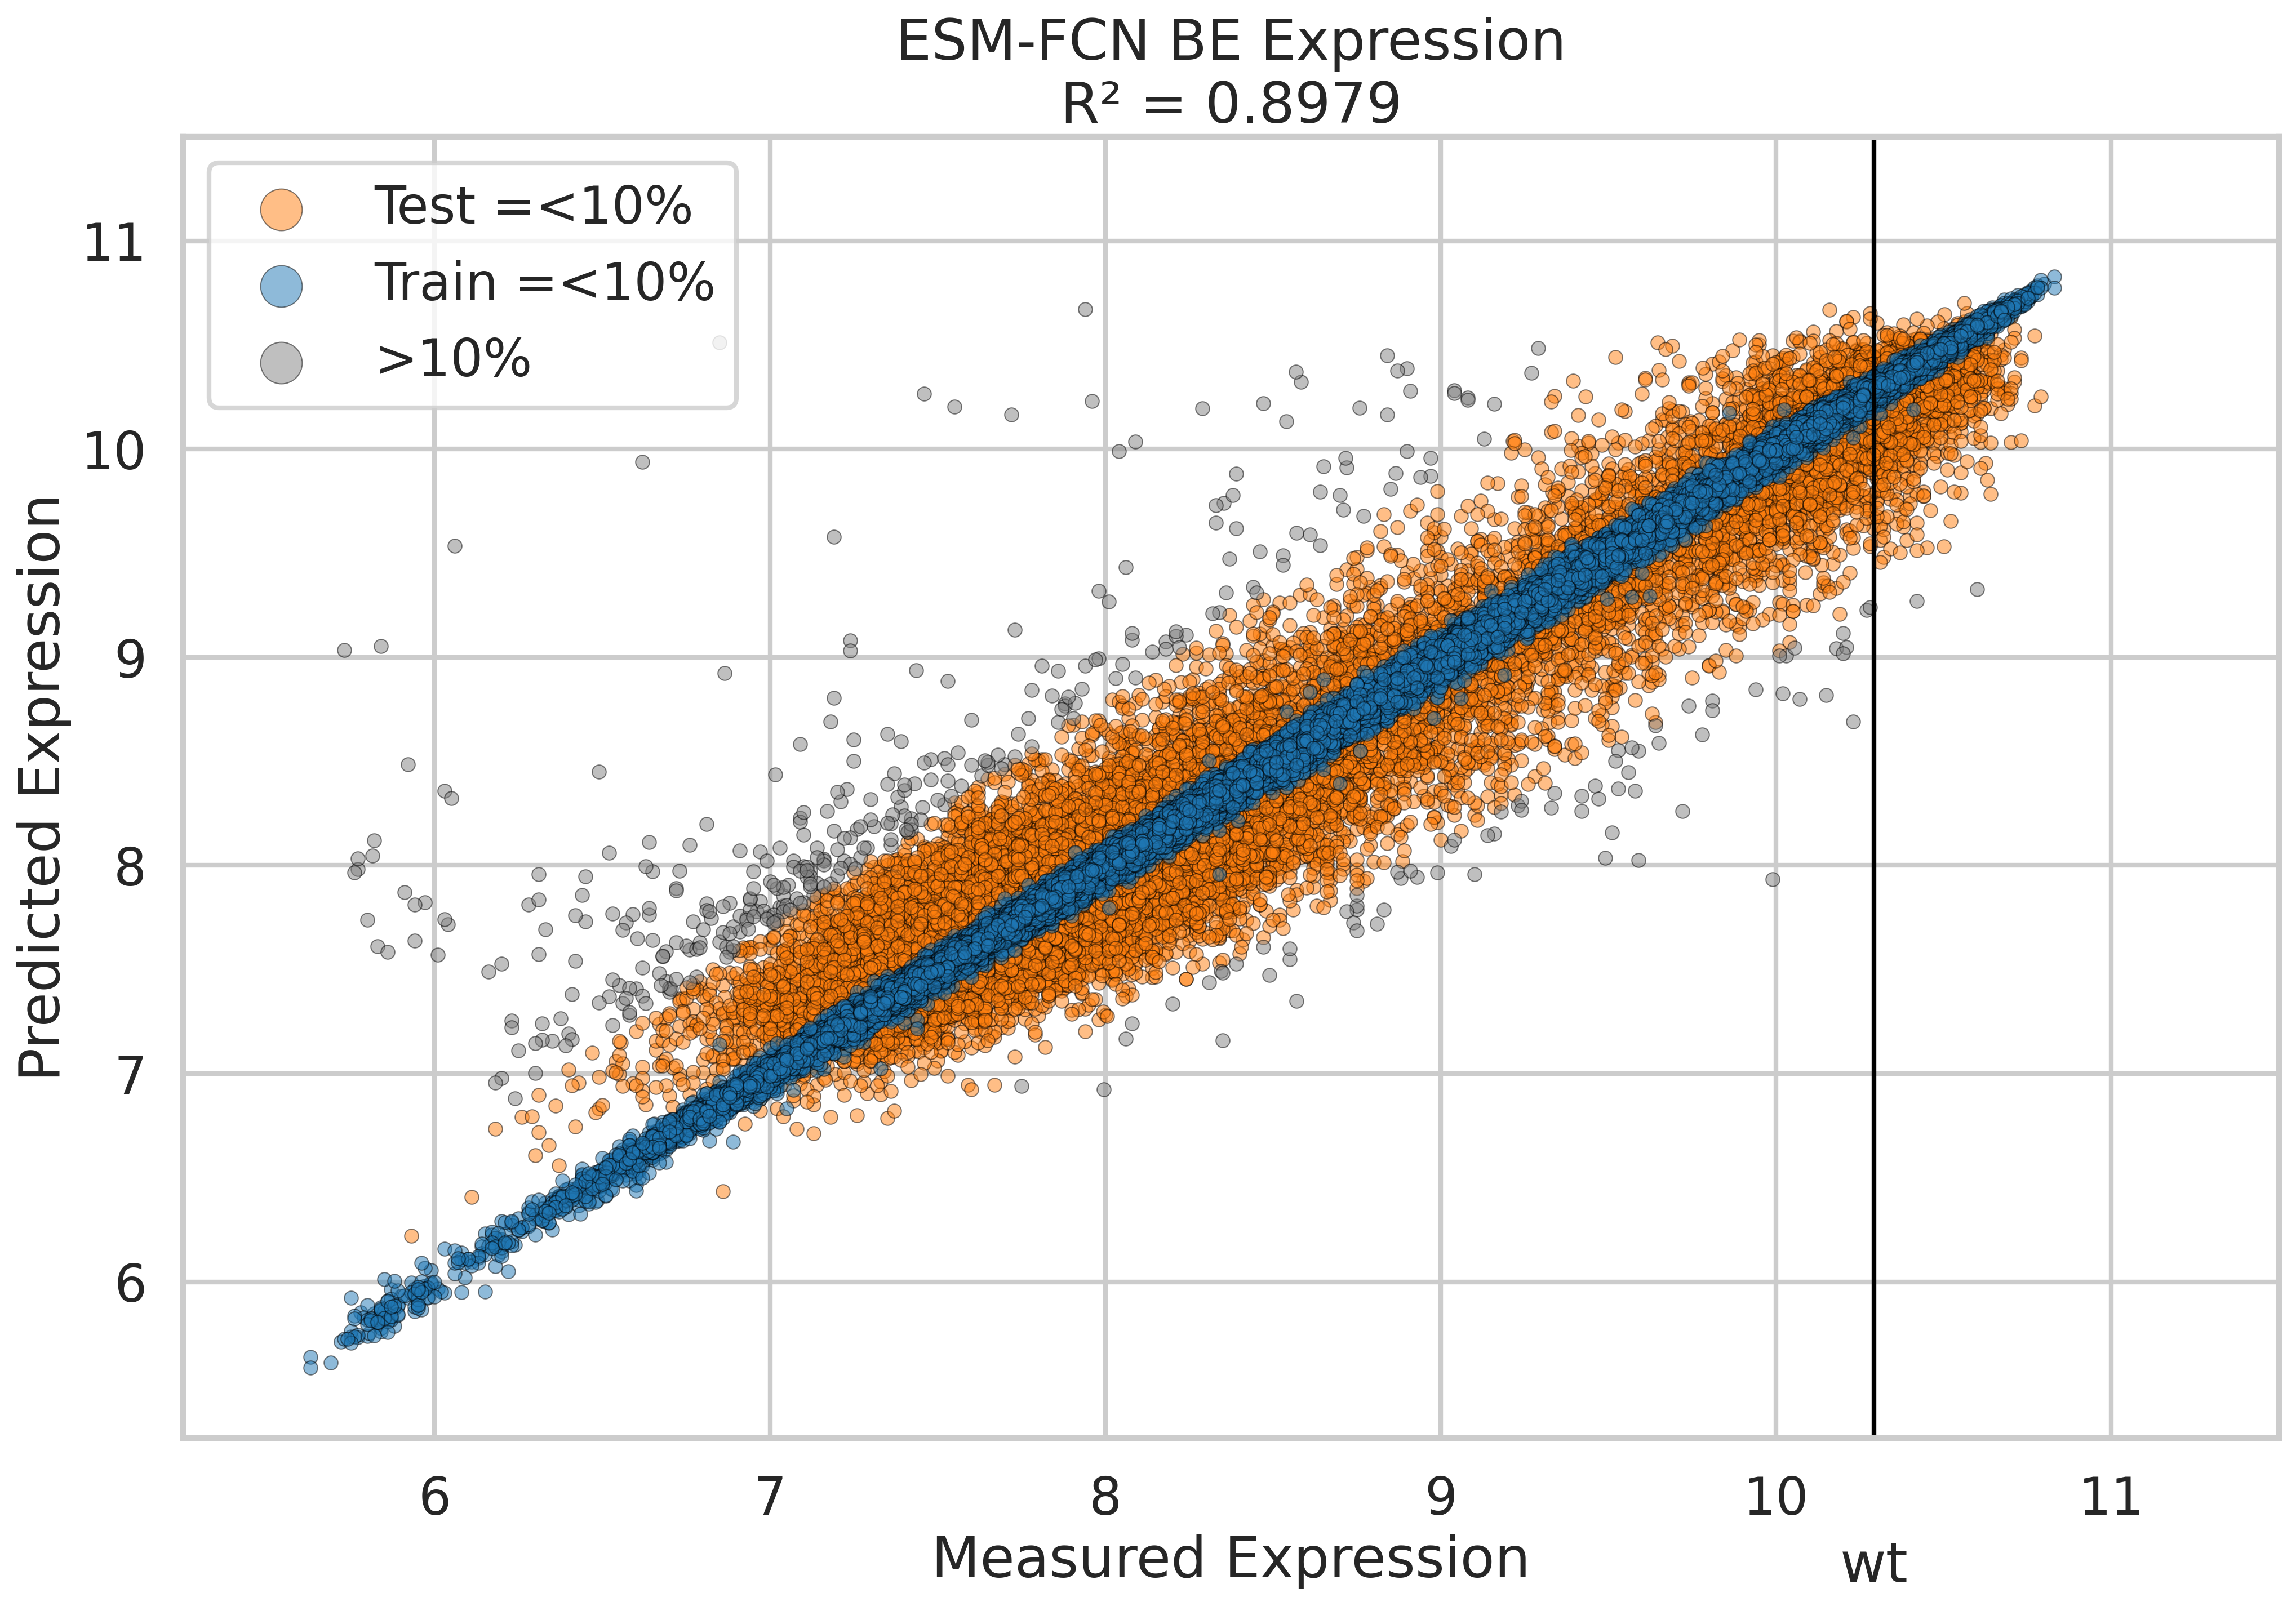 ESM-FCN BE Expression
R² = 0.8979
Test =<10%
Train =<10%
>10%
11
10
9
8
7
6
Predicted Expression
6 7 8 9 10 11
Measured Expression
wt